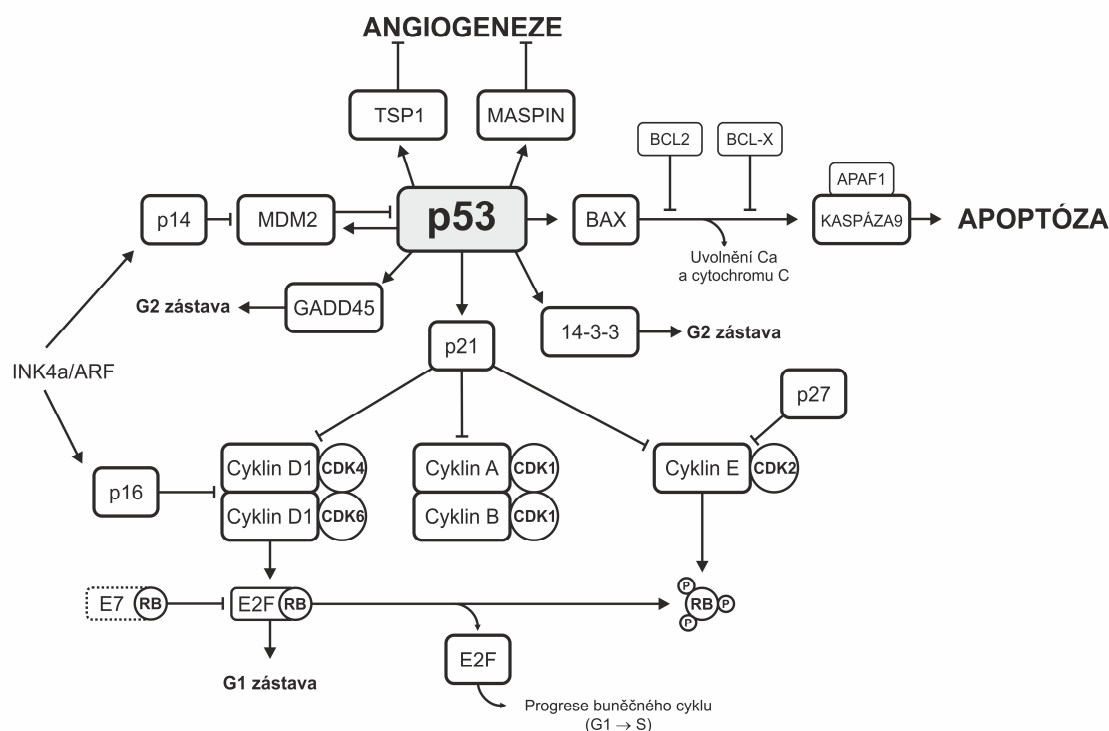 ANGIOGENEZE
TSP1
MASPIN
BCL2
BCL-X
APAF1
p14
MDM2
p53
BAX
KASPÁZA9
APOPTÓZA
Uvolnění Ca
a cytochromu C
G2 zástava
GADD45
14-3-3
G2 zástava
p21
INK4a/ARF
p27
Cyklin D1
CDK4
Cyklin A
CDK1
Cyklin E
CDK2
p16
Cyklin D1
CDK6
Cyklin B
CDK1
E7
RB
E2F
RB
P
RB
P
P
E2F
G1 zástava
Progrese buněčného cyklu
(G1 → S)